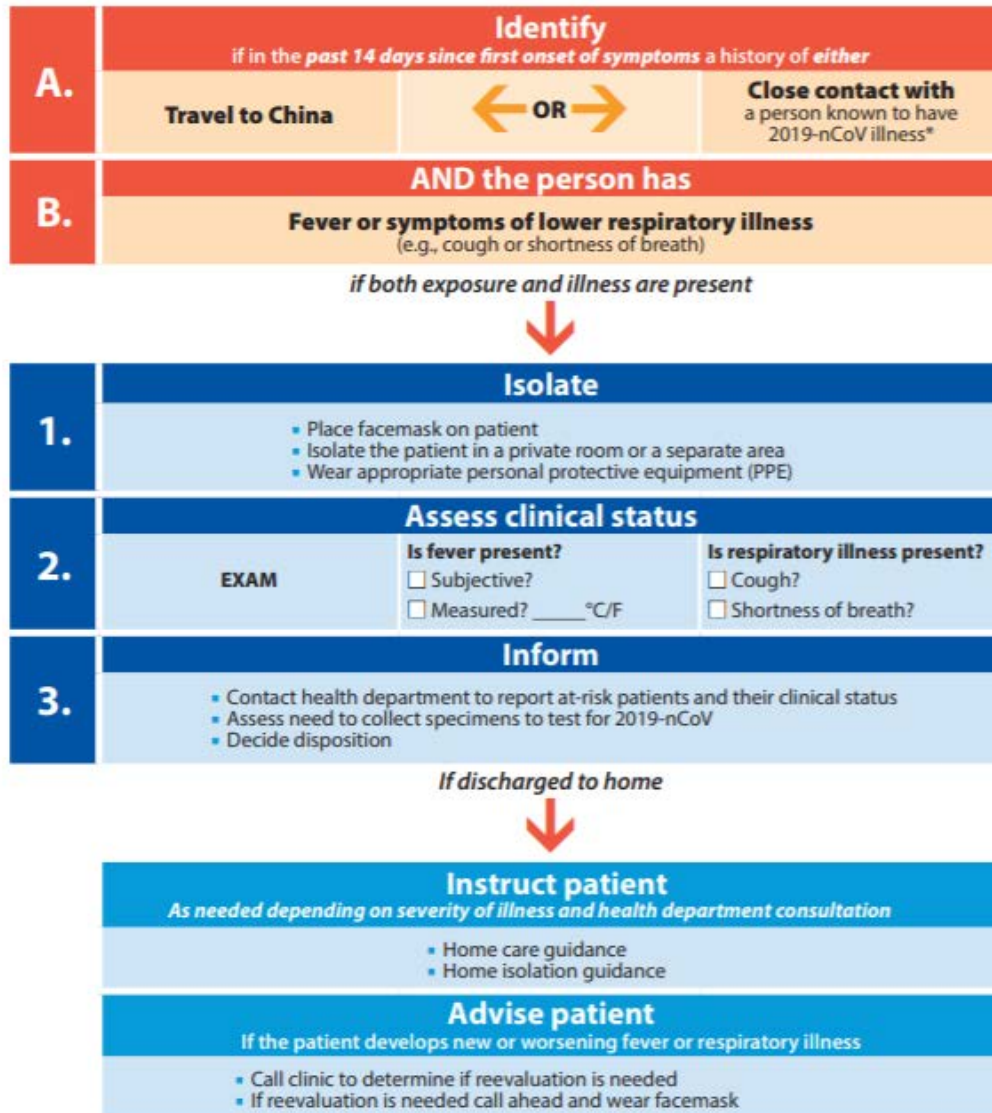 A.
Identify
if in the past 14 days since first onset of symptoms a history of either
Travel to China
OR
Close contact with
a person known to have
2019-nCoV illness*
B.
AND the person has
Fever or symptoms of lower respiratory illness
(e.g., cough or shortness of breath)
if both exposure and illness are present
1.
Isolate
▪ Place facemask on patient
▪ Isolate the patient in a private room or a separate area
▪ Wear appropriate personal protective equipment (PPE)
2.
Assess clinical status
EXAM
Is fever present?
☐ Subjective?
☐ Measured? _____°C/F
Is respiratory illness present?
☐ Cough?
☐ Shortness of breath?
3.
Inform
▪ Contact health department to report at-risk patients and their clinical status
▪ Assess need to collect specimens to test for 2019-nCoV
▪ Decide disposition
If discharged to home
Instruct patient
As needed depending on severity of illness and health department consultation
▪ Home care guidance
▪ Home isolation guidance
Advise patient
If the patient develops new or worsening fever or respiratory illness
▪ Call clinic to determine if reevaluation is needed
▪ If reevaluation is needed call ahead and wear facemask